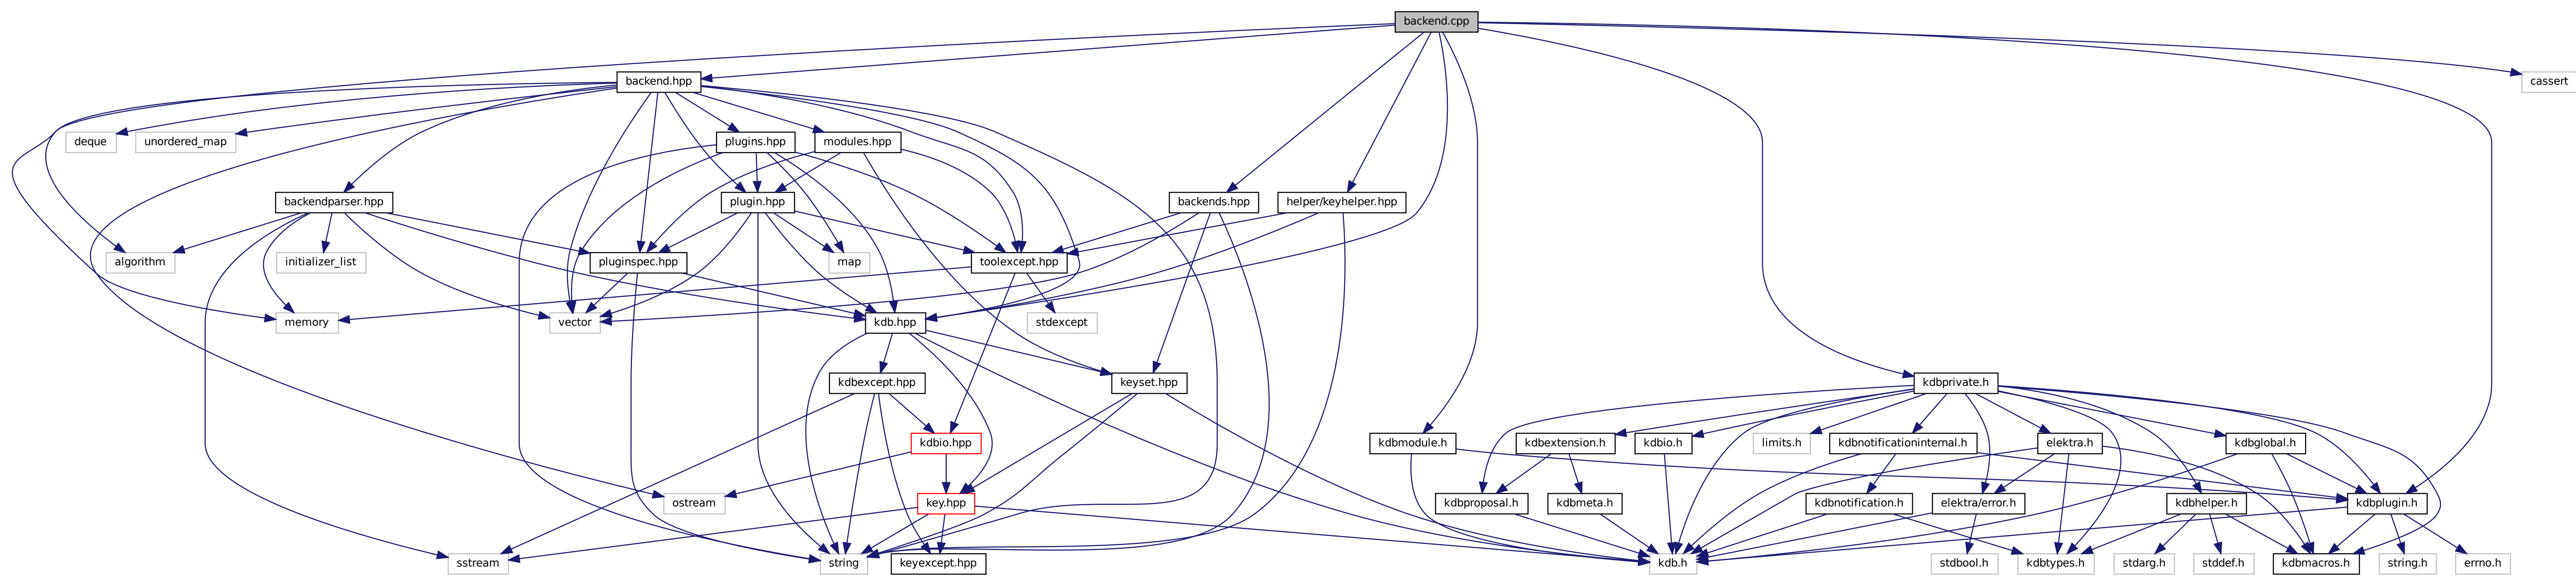 backend.cpp
backend.hpp
cassert
deque
unordered_map
plugins.hpp
modules.hpp
backendparser.hpp
plugin.hpp
backends.hpp
helper/keyhelper.hpp
algorithm
initializer_list
pluginspec.hpp
map
toolexcept.hpp
memory
vector
kdb.hpp
stdexcept
kdbexcept.hpp
keyset.hpp
kdbprivate.h
kdbio.hpp
kdbmodule.h
kdbextension.h
kdbio.h
limits.h
kdbnotificationinternal.h
elektra.h
kdbglobal.h
ostream
key.hpp
kdbproposal.h
kdbmeta.h
kdbnotification.h
elektra/error.h
kdbhelper.h
kdbplugin.h
sstream
string
keyexcept.hpp
kdb.h
stdbool.h
kdbtypes.h
stdarg.h
stddef.h
kdbmacros.h
string.h
errno.h